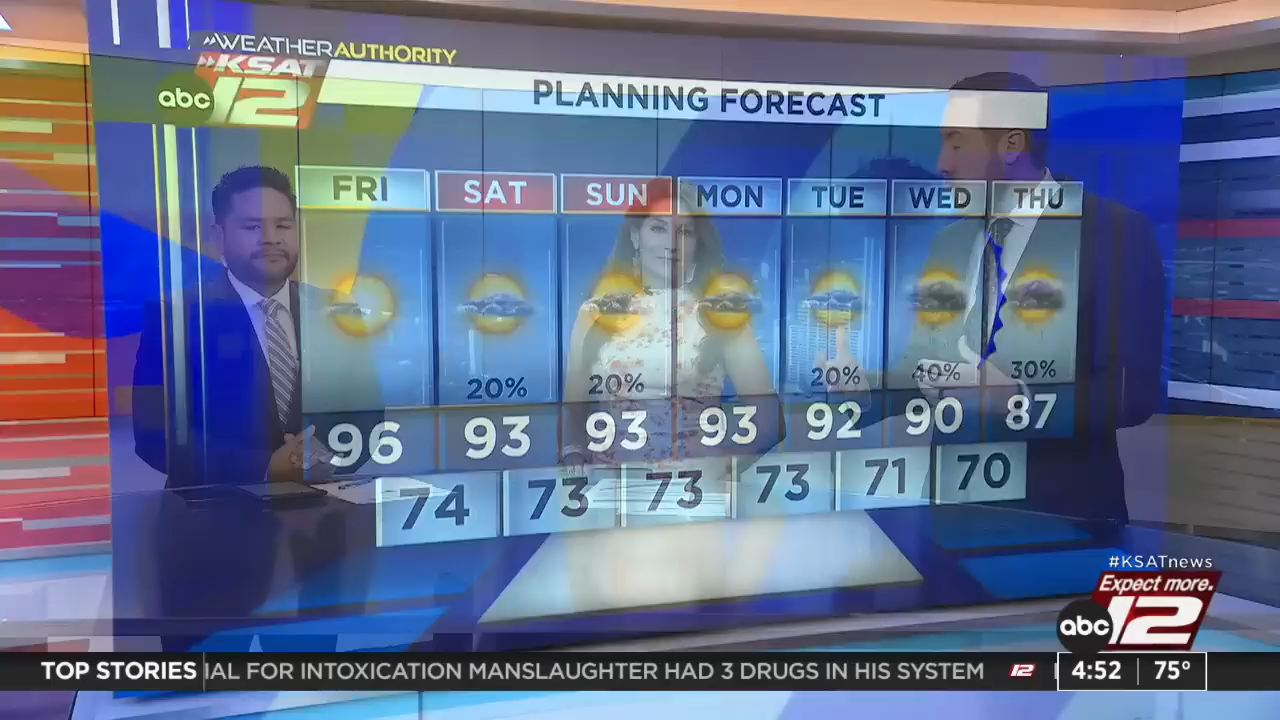 WEATHERAUTHORITY
KSAT
abc 12
PLANNING FORECAST
FRI SAT SUN MON TUE WED THU
20% 20% 20% 40% 30%
96 93 93 93 92 90 87
74 73 73 73 71 70
#KSATnews
Expect more.
abc 12
TOP STORIES IAL FOR INTOXICATION MANSLAUGHTER HAD 3 DRUGS IN HIS SYSTEM 12 4:52 75°